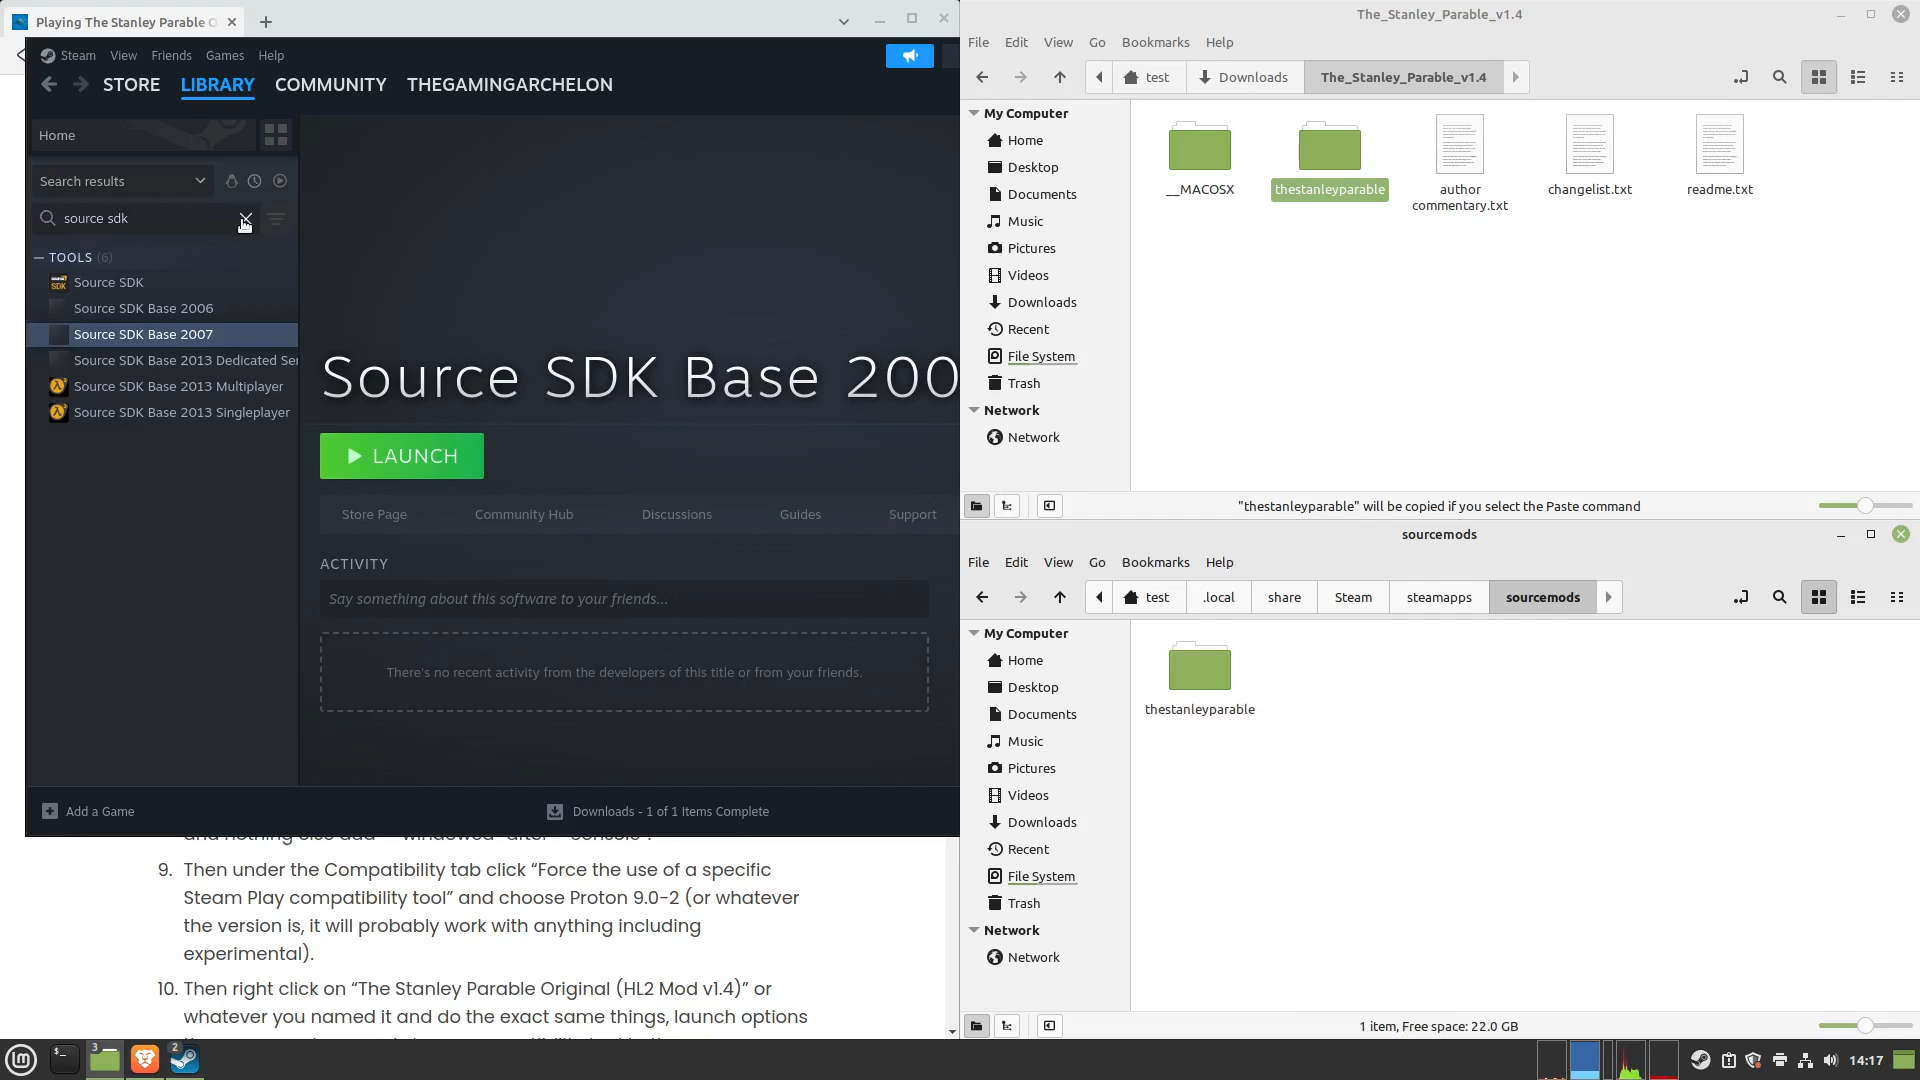 Playing The Stanley Parable O
Steam View Friends Games Help
STORE LIBRARY COMMUNITY THEGAMINGARCHELON
Home
Search results
source sdk
TOOLS (6)
Source SDK
Source SDK Base 2006
Source SDK Base 2007
Source SDK Base 2013 Dedicated Ser
Source SDK Base 2013 Multiplayer
Source SDK Base 2013 Singleplayer
Source SDK Base 200
LAUNCH
Store Page Community Hub Discussions Guides Support
ACTIVITY
Say something about this software to your friends...
There's no recent activity from the developers of this title or from your friends.
Add a Game
Downloads - 1 of 1 Items Complete
9. Then under the Compatibility tab click “Force the use of a specific
Steam Play compatibility tool” and choose Proton 9.0-2 (or whatever
the version is, it will probably work with anything including
experimental).
10. Then right click on “The Stanley Parable Original (HL2 Mod v1.4)” or
whatever you named it and do the exact same things, launch options
The_Stanley_Parable_v1.4
File Edit View Go Bookmarks Help
test Downloads The_Stanley_Parable_v1.4
My Computer
Home
Desktop
Documents
Music
Pictures
Videos
Downloads
Recent
File System
Trash
Network
Network
__MACOSX
thestanleyparable
author
commentary.txt
changelist.txt
readme.txt
"thestanleyparable" will be copied if you select the Paste command
sourcemods
File Edit View Go Bookmarks Help
test .local share Steam steamapps sourcemods
My Computer
Home
Desktop
Documents
Music
Pictures
Videos
Downloads
Recent
File System
Trash
Network
Network
thestanleyparable
1 item, Free space: 22.0 GB
3
2
14:17